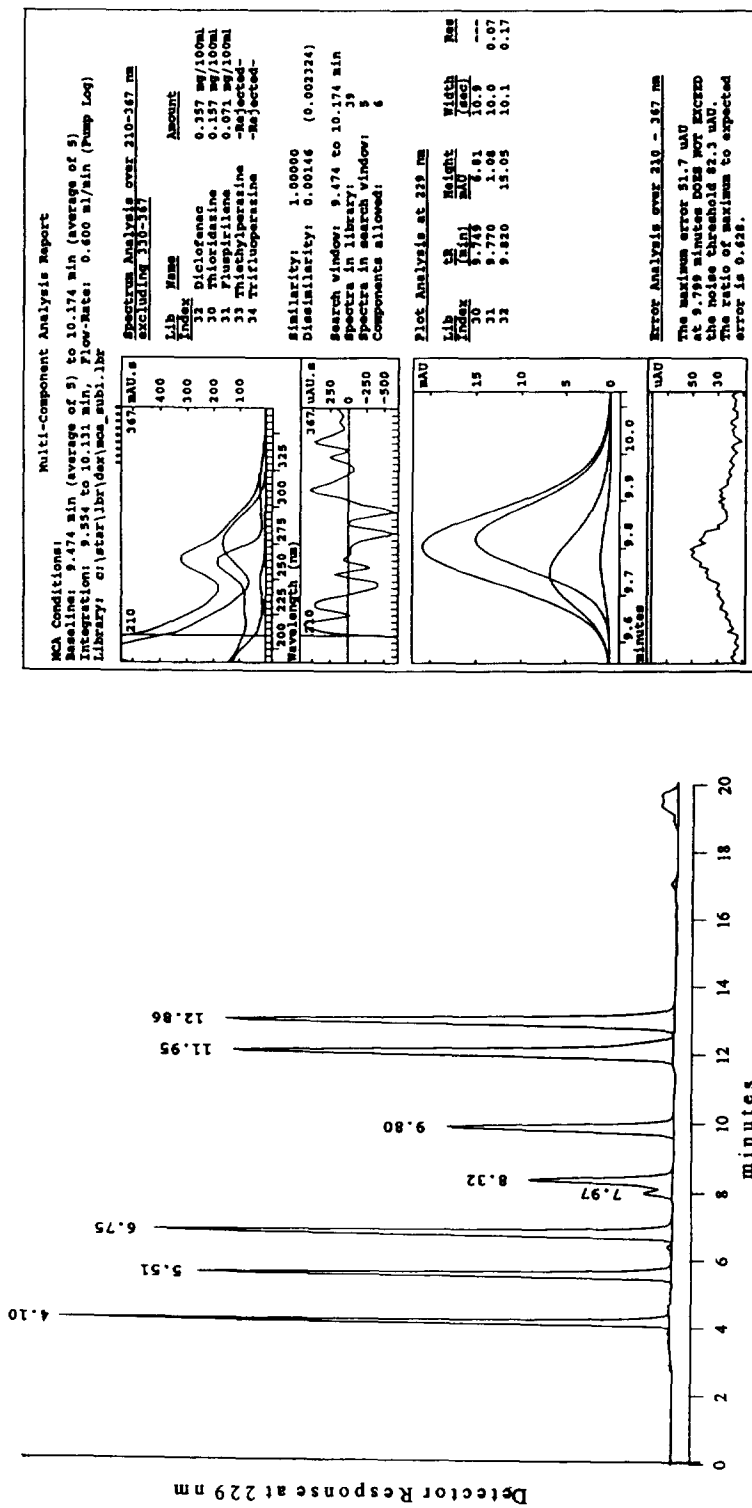 Multi-Component Analysis Report
MCA Conditions:
Baseline: 9.474 min (average of 5) to 10.174 min (average of 5)
Integration: 9.554 to 10.131 min, Flow-Rate: 0.600 ml/min (Pump Log)
Library: c:\star\lbr\dex\mca_sub1.lbr
Spectrum Analysis over 210-367 nm
excluding 330-367
Lib Name Amount
Index
32 Diclofenac 0.357 mg/100ml
30 Thioridazine 0.157 mg/100ml
31 Fluspirilene 0.071 mg/100ml
33 Thiethylperazine -Rejected-
34 Trifluoperazine -Rejected-
Similarity: 1.00000
Dissimilarity: 0.00146 (0.002324)
Search window: 9.474 to 10.174 min
Spectra in library: 39
Spectra in search window: 5
Components allowed: 6
210 367 mAU.s
400
300
200
100
200 225 250 275 300 325
Wavelength (nm)
210 367 uAU.s
250
0
-250
-500
Plot Analysis at 229 nm
Lib tR Height Width Res
Index (min) mAU (sec)
30 9.749 6.81 10.9 ---
31 9.770 1.08 10.0 0.07
32 9.820 15.05 10.1 0.17
mAU
15
10
5
0
9.6 9.7 9.8 9.9 10.0
minutes
Error Analysis over 210 - 367 nm
The maximum error 51.7 uAU
at 9.799 minutes DOES NOT EXCEED
the noise threshold 82.3 uAU.
The ratio of maximum to expected
error is 0.628.
uAU
50
30
Detector Response at 229 nm
4.10
5.51
6.75
7.97
8.32
9.80
11.95
12.86
0 2 4 6 8 10 12 14 16 18 20
minutes